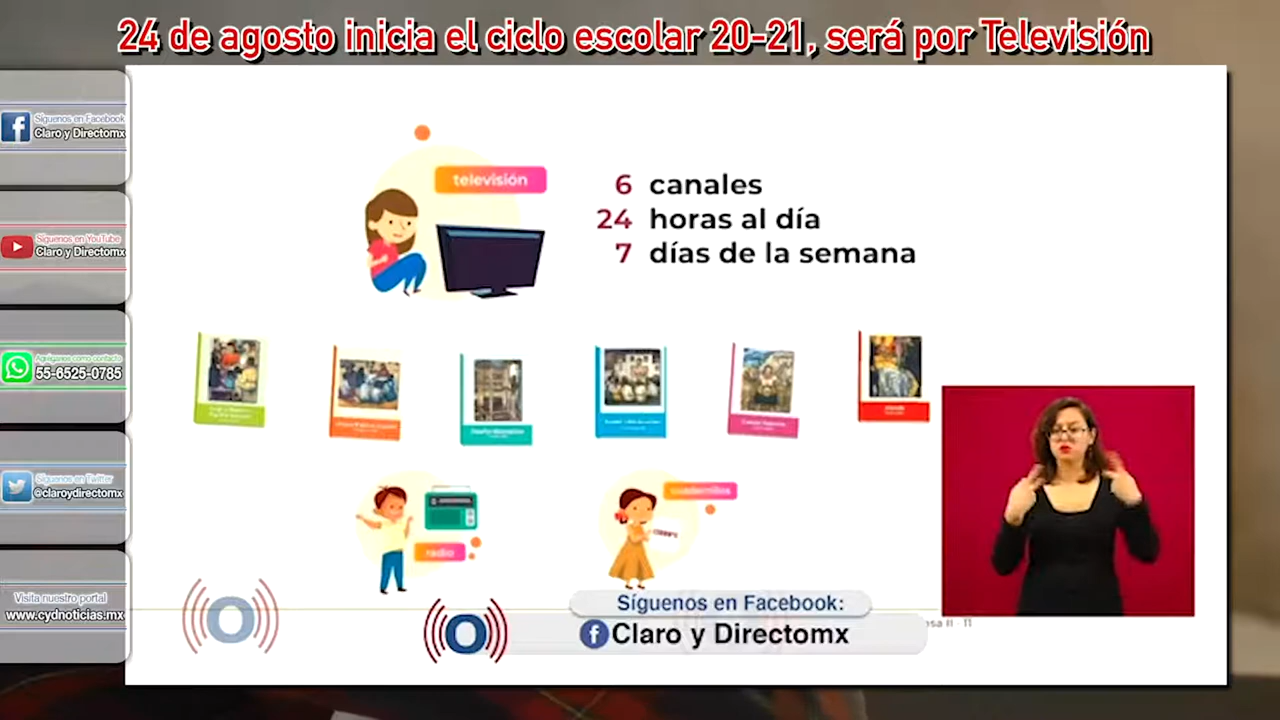 24 de agosto inicia el ciclo escolar 20-21, será por Televisión
Síguenos en Facebook
Claro y Directomx
Síguenos en YouTube
Claro y Directomx
Agréganos como contacto
55-6525-0785
Síguenos en Twitter
@claroydirectomx
Visita nuestro portal
www.cydnoticias.mx
televisión
6 canales
24 horas al día
7 días de la semana
radio
cuadernillos
Síguenos en Facebook:
Claro y Directomx
11